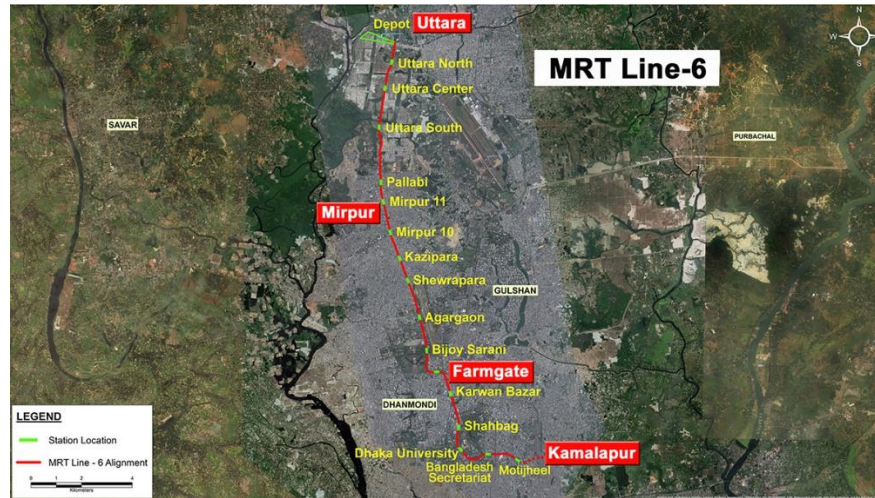 Depot
Uttara
N
W
E
S
MRT Line-6
Uttara North
Uttara Center
SAVAR
Uttara South
PURBACHAL
Pallabi
Mirpur 11
Mirpur
Mirpur 10
Kazipara
Shewrapara
GULSHAN
Agargaon
Bijoy Sarani
Farmgate
Karwan Bazar
DHANMONDI
LEGEND
Station Location
MRT Line - 6 Alignment
0 1 2 4
Kilometers
Shahbag
Dhaka University
Kamalapur
Bangladesh
Secretariat
Motijheel